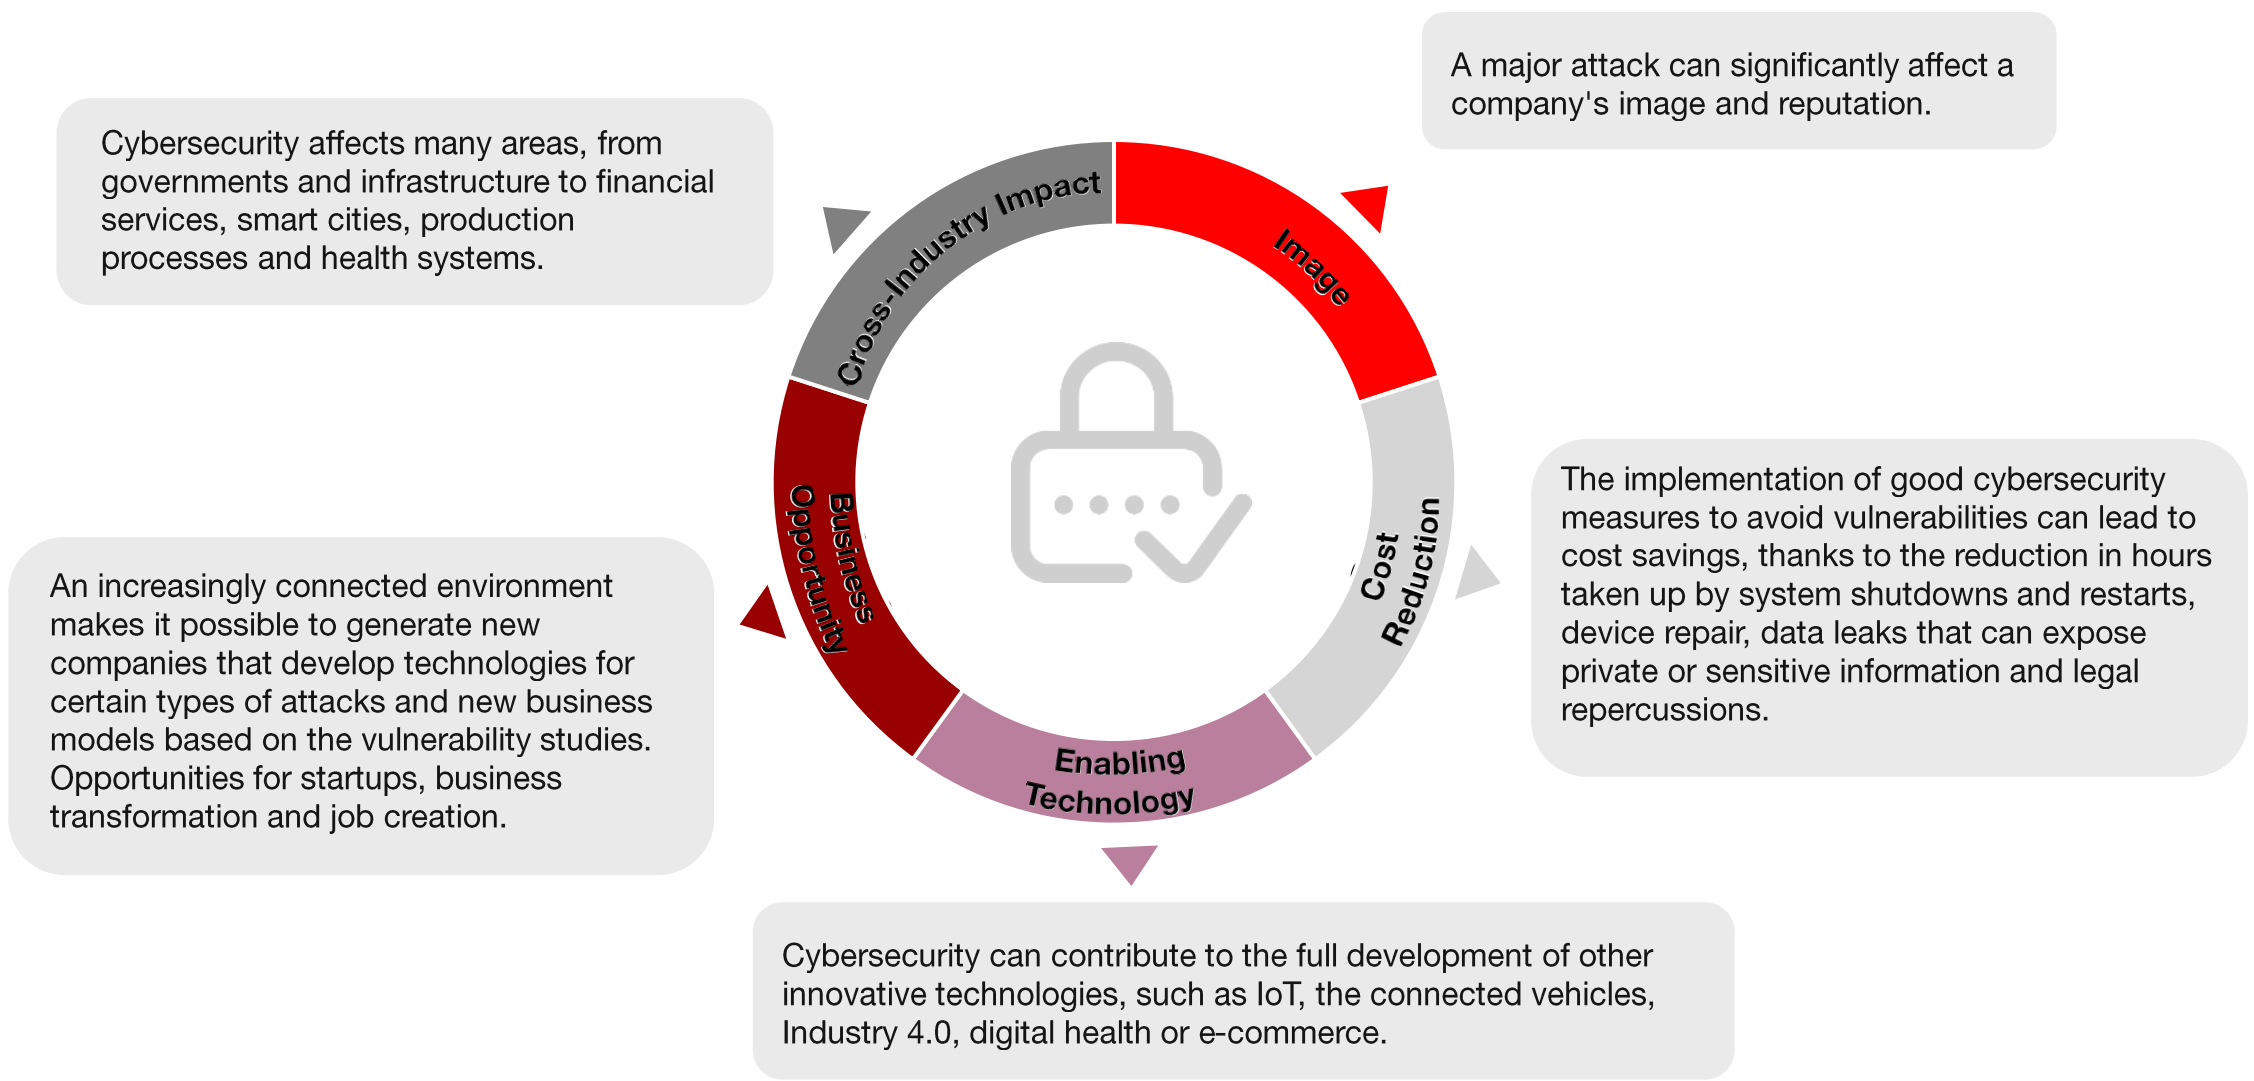 A major attack can significantly affect a
company's image and reputation.
Cybersecurity affects many areas, from
governments and infrastructure to financial
services, smart cities, production
processes and health systems.
Cross-Industry Impact
Image
The implementation of good cybersecurity
measures to avoid vulnerabilities can lead to
cost savings, thanks to the reduction in hours
taken up by system shutdowns and restarts,
device repair, data leaks that can expose
private or sensitive information and legal
repercussions.
Business
Opportunity
Cost
Reduction
An increasingly connected environment
makes it possible to generate new
companies that develop technologies for
certain types of attacks and new business
models based on the vulnerability studies.
Opportunities for startups, business
transformation and job creation.
Enabling
Technology
Cybersecurity can contribute to the full development of other
innovative technologies, such as IoT, the connected vehicles,
Industry 4.0, digital health or e-commerce.